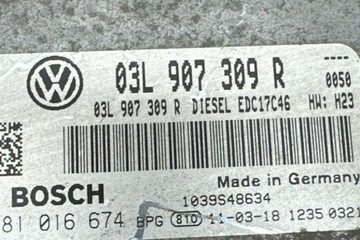 03L 907 309 R
0050
03L 907 309 R DIESEL EDC17C46 HW: H23
Made in Germany
BOSCH
1039S48634
81 016 674 BPG 810 11-03-18 1235 0321